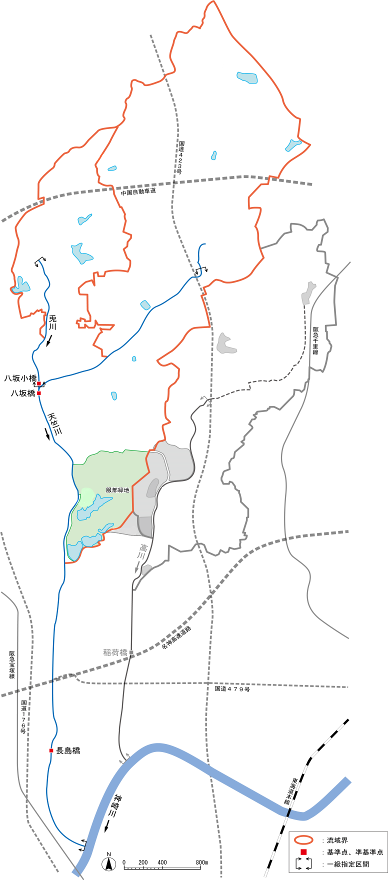 国道423号
中国自動車道
兎川
八坂小橋
八坂橋
天竺川
阪急千里線
服部緑地
高川
稲荷橋
名神高速道路
阪急宝塚線
国道176号
国道479号
長島橋
神崎川
東海道本線
N
0 200 400 800m
：流域界
：基準点、準基準点
：一級指定区間